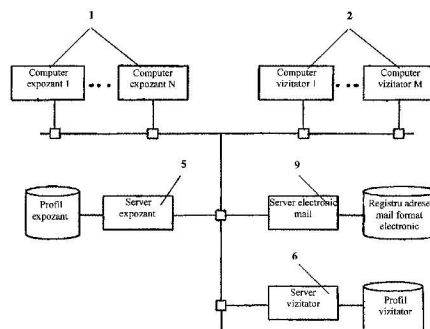 1
2
Computer
expozant 1
Computer
expozant N
Computer
vizitator 1
Computer
vizitator M
5
9
Profil
expozant
Server
expozant
Server electronic
mail
Registru adrese
mail format
electronic
6
Server
vizitator
Profil
vizitator